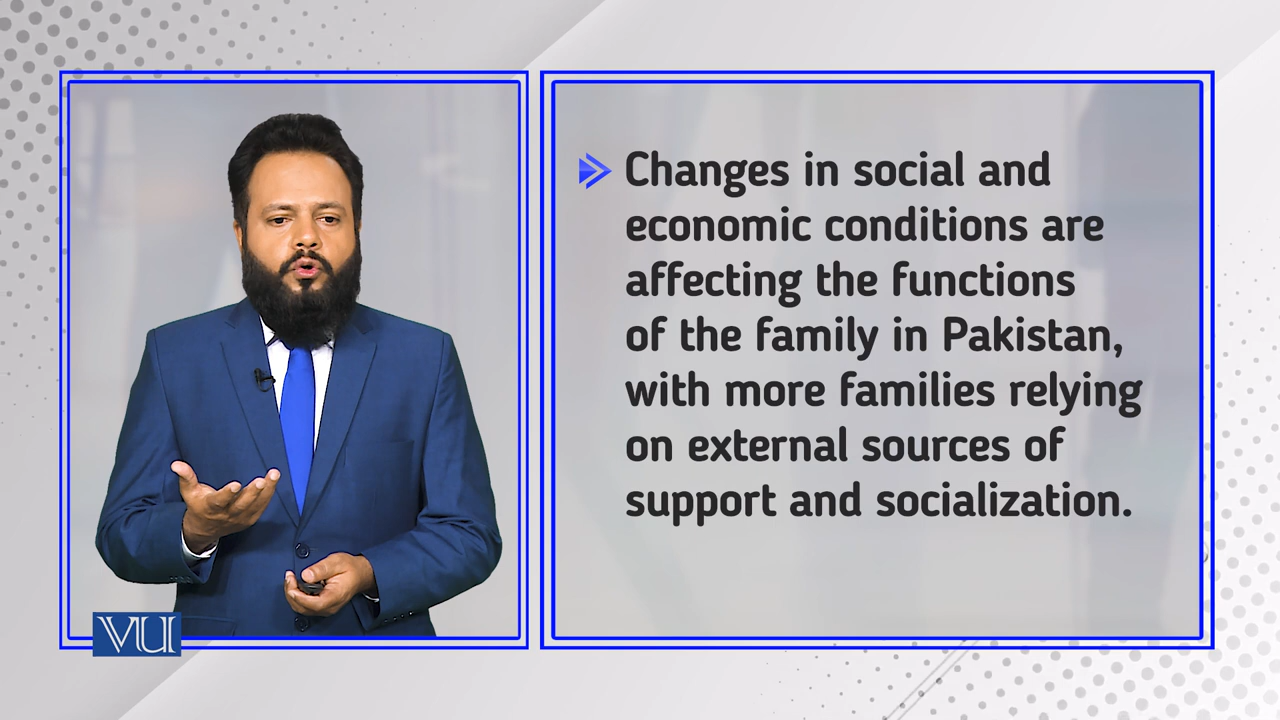 Changes in social and
economic conditions are
affecting the functions
of the family in Pakistan,
with more families relying
on external sources of
support and socialization.
VU